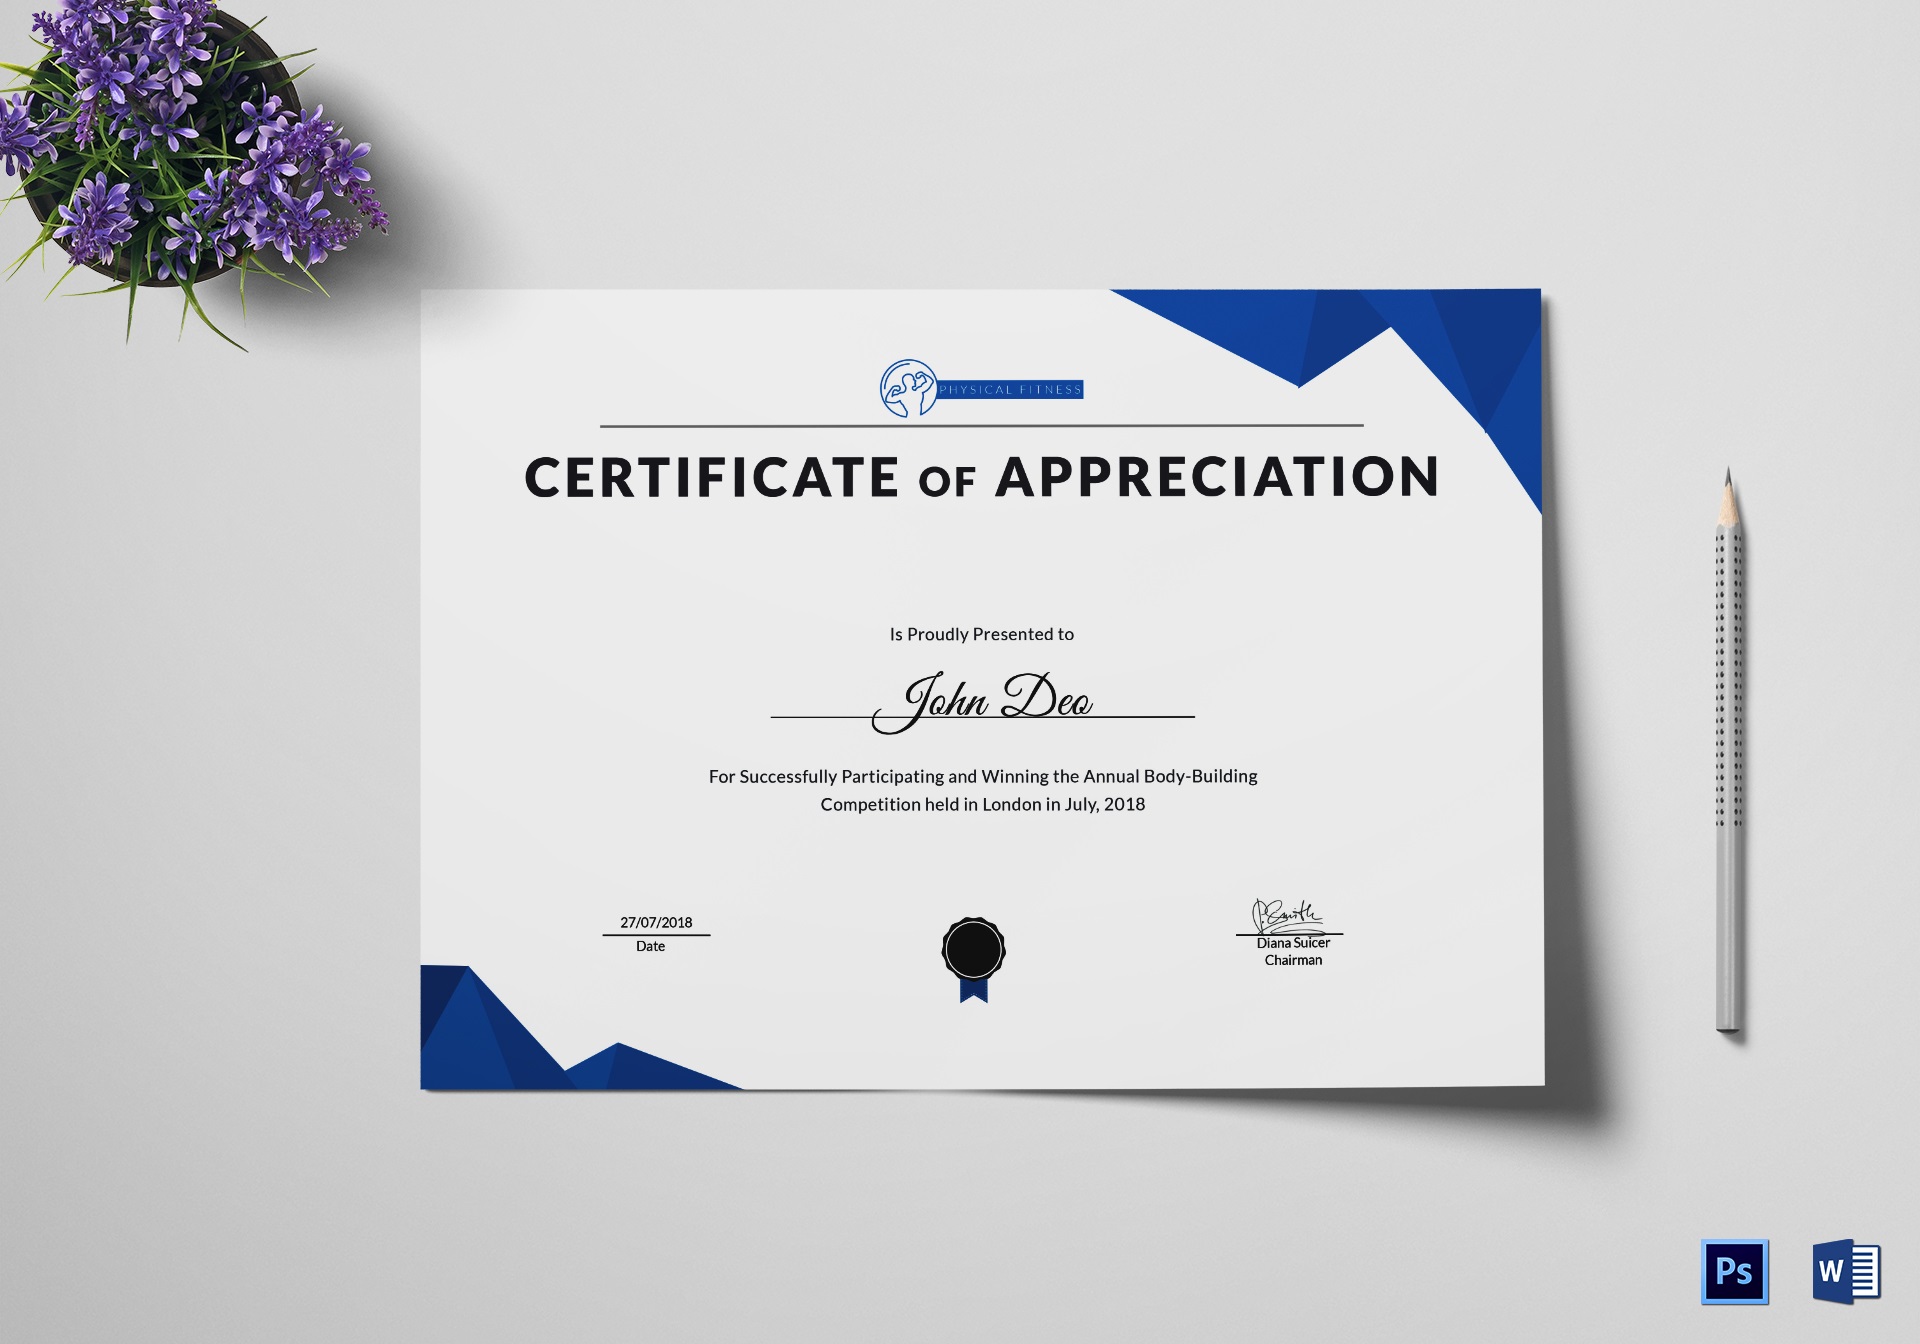 PHYSICAL FITNESS
CERTIFICATE OF APPRECIATION
Is Proudly Presented to
John Deo
For Successfully Participating and Winning the Annual Body-Building
Competition held in London in July, 2018
27/07/2018
Date
P.Smith
Diana Suicer
Chairman
Ps
W